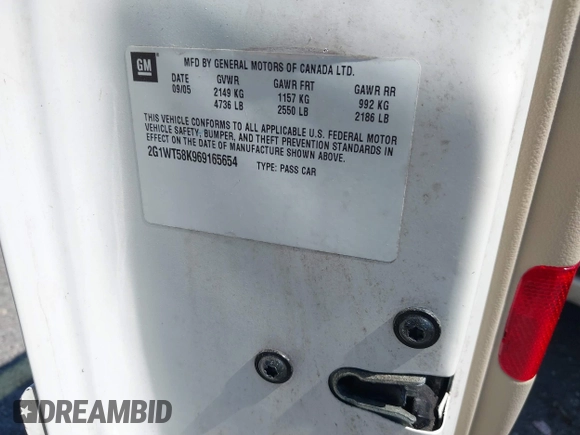 GM
MFD BY GENERAL MOTORS OF CANADA LTD.
DATE GVWR GAWR FRT GAWR RR
09/05 2149 KG 1157 KG 992 KG
4736 LB 2550 LB 2186 LB
THIS VEHICLE CONFORMS TO ALL APPLICABLE U.S. FEDERAL MOTOR
VEHICLE SAFETY, BUMPER, AND THEFT PREVENTION STANDARDS IN
EFFECT ON THE DATE OF MANUFACTURE SHOWN ABOVE.
2G1WT58K969165654 TYPE: PASS CAR
DREAMBID